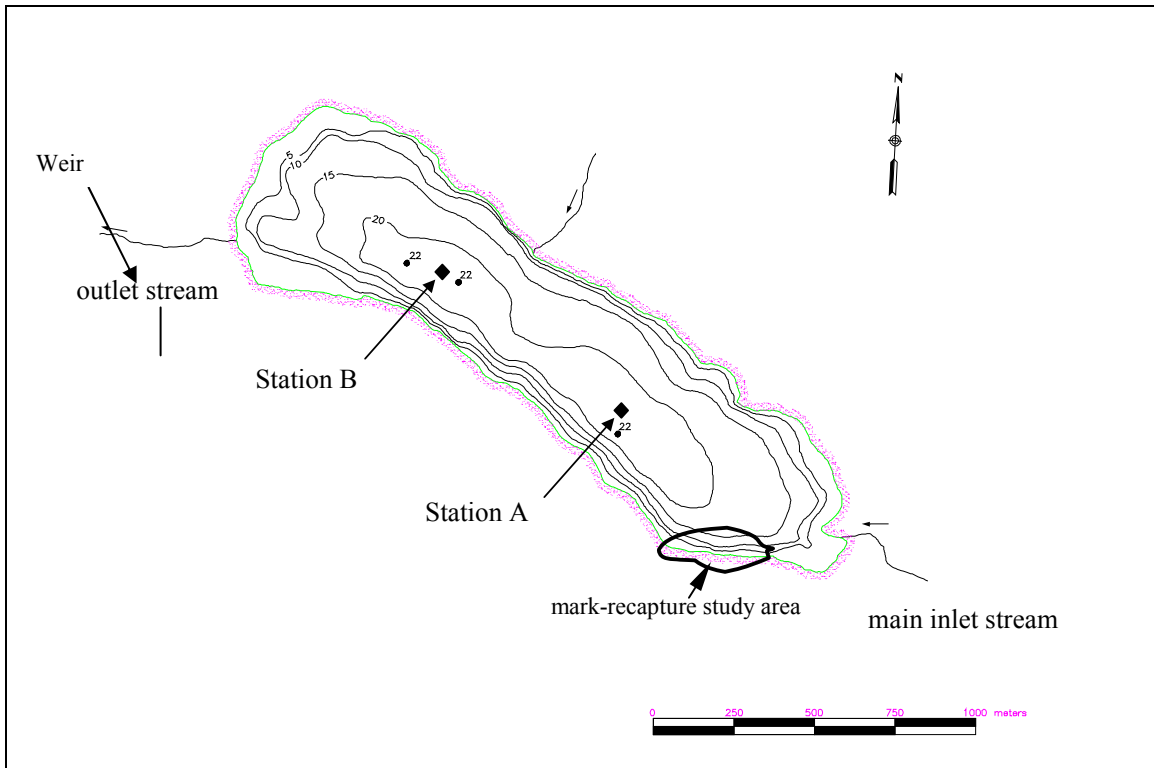 N
Weir
5
10
15
20
22
22
outlet stream
Station B
22
Station A
mark-recapture study area
main inlet stream
0 250 500 750 1000 meters